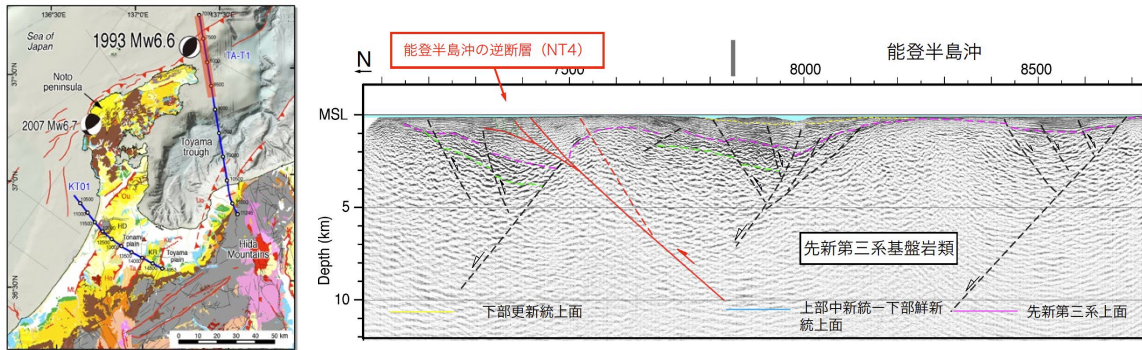 136°30'E
137°0'E
137°30'E
Sea of
Japan
1993 Mw6.6
TA-T1
37°30'N
Noto
peninsula
2007 Mw6.7
Toyama
trough
37°0'N
KT01
Tonami
plain
Toyama
plain
Hida
Mountains
36°30'N
0 10 20 30 40 50 km
能登半島沖の逆断層(NT4)
能登半島沖
N
7500
8000
8500
MSL
5
10
Depth (km)
先新第三系基盤岩類
下部更新統上面
上部中新統ー下部鮮新
統上面
先新第三系上面